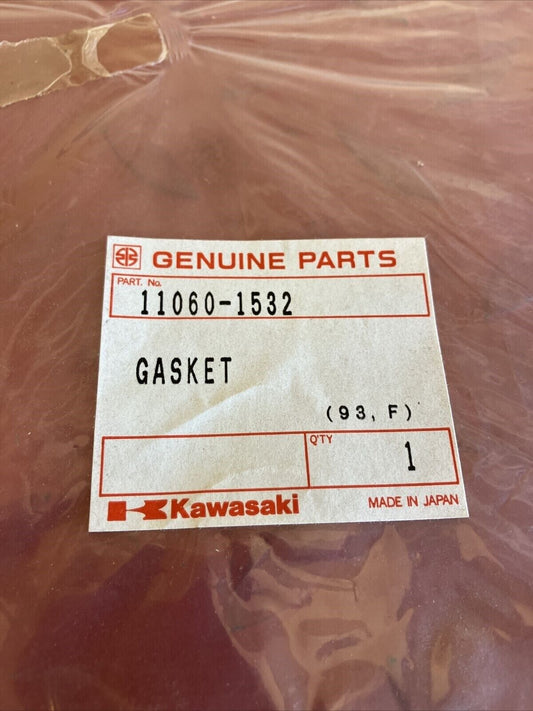 GENUINE PARTS
PART. No.
11060-1532
GASKET
(93, F)
Q'TY
1
Kawasaki
MADE IN JAPAN